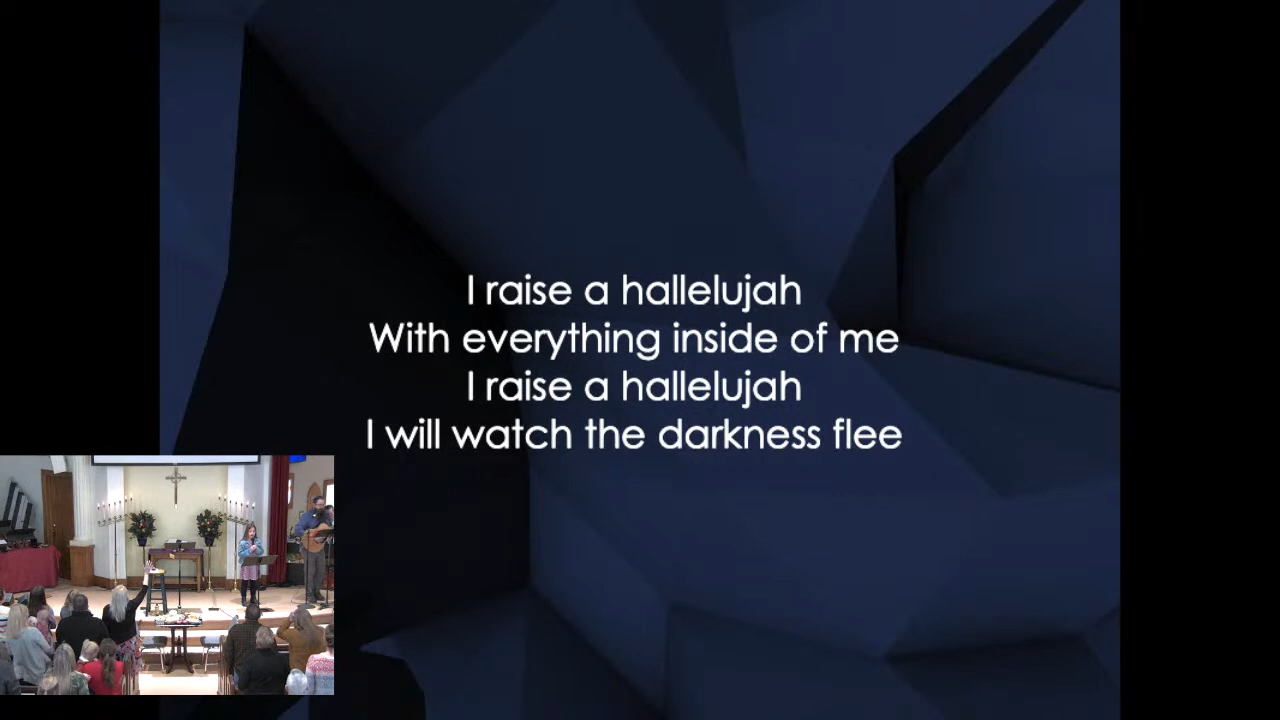 I raise a hallelujah
With everything inside of me
I raise a hallelujah
I will watch the darkness flee